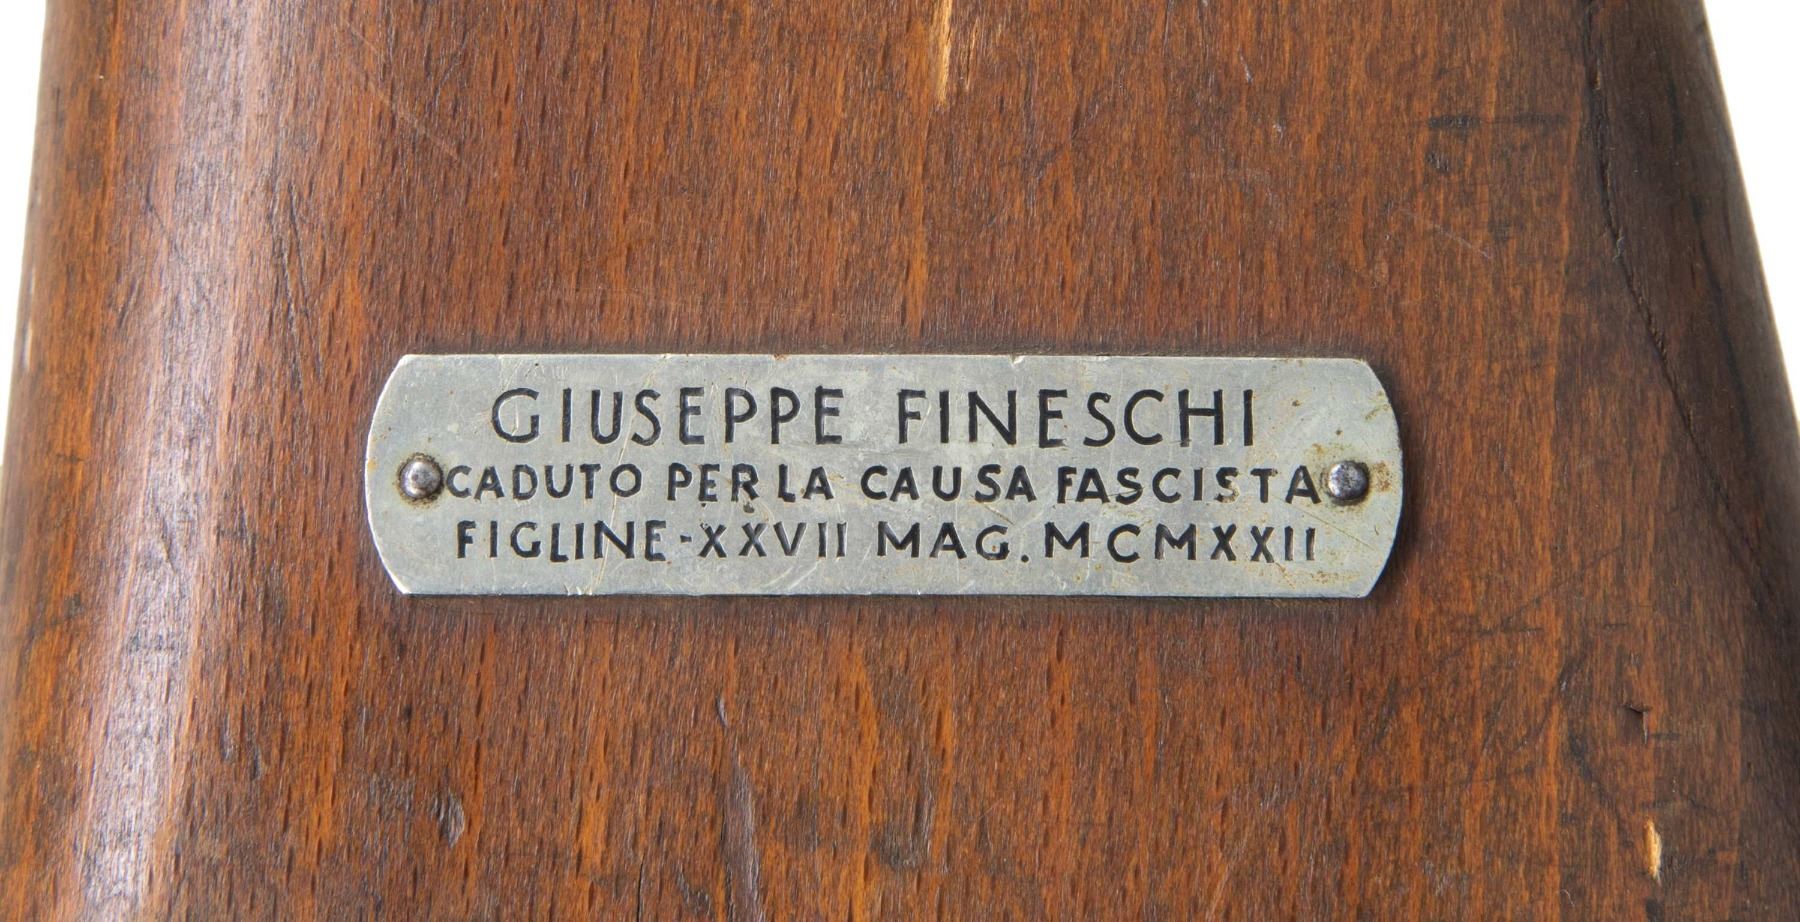 GIUSEPPE FINESCHI
CADUTO PER LA CAUSA FASCISTA
FIGLINE-XXVII MAG. MCMXXII